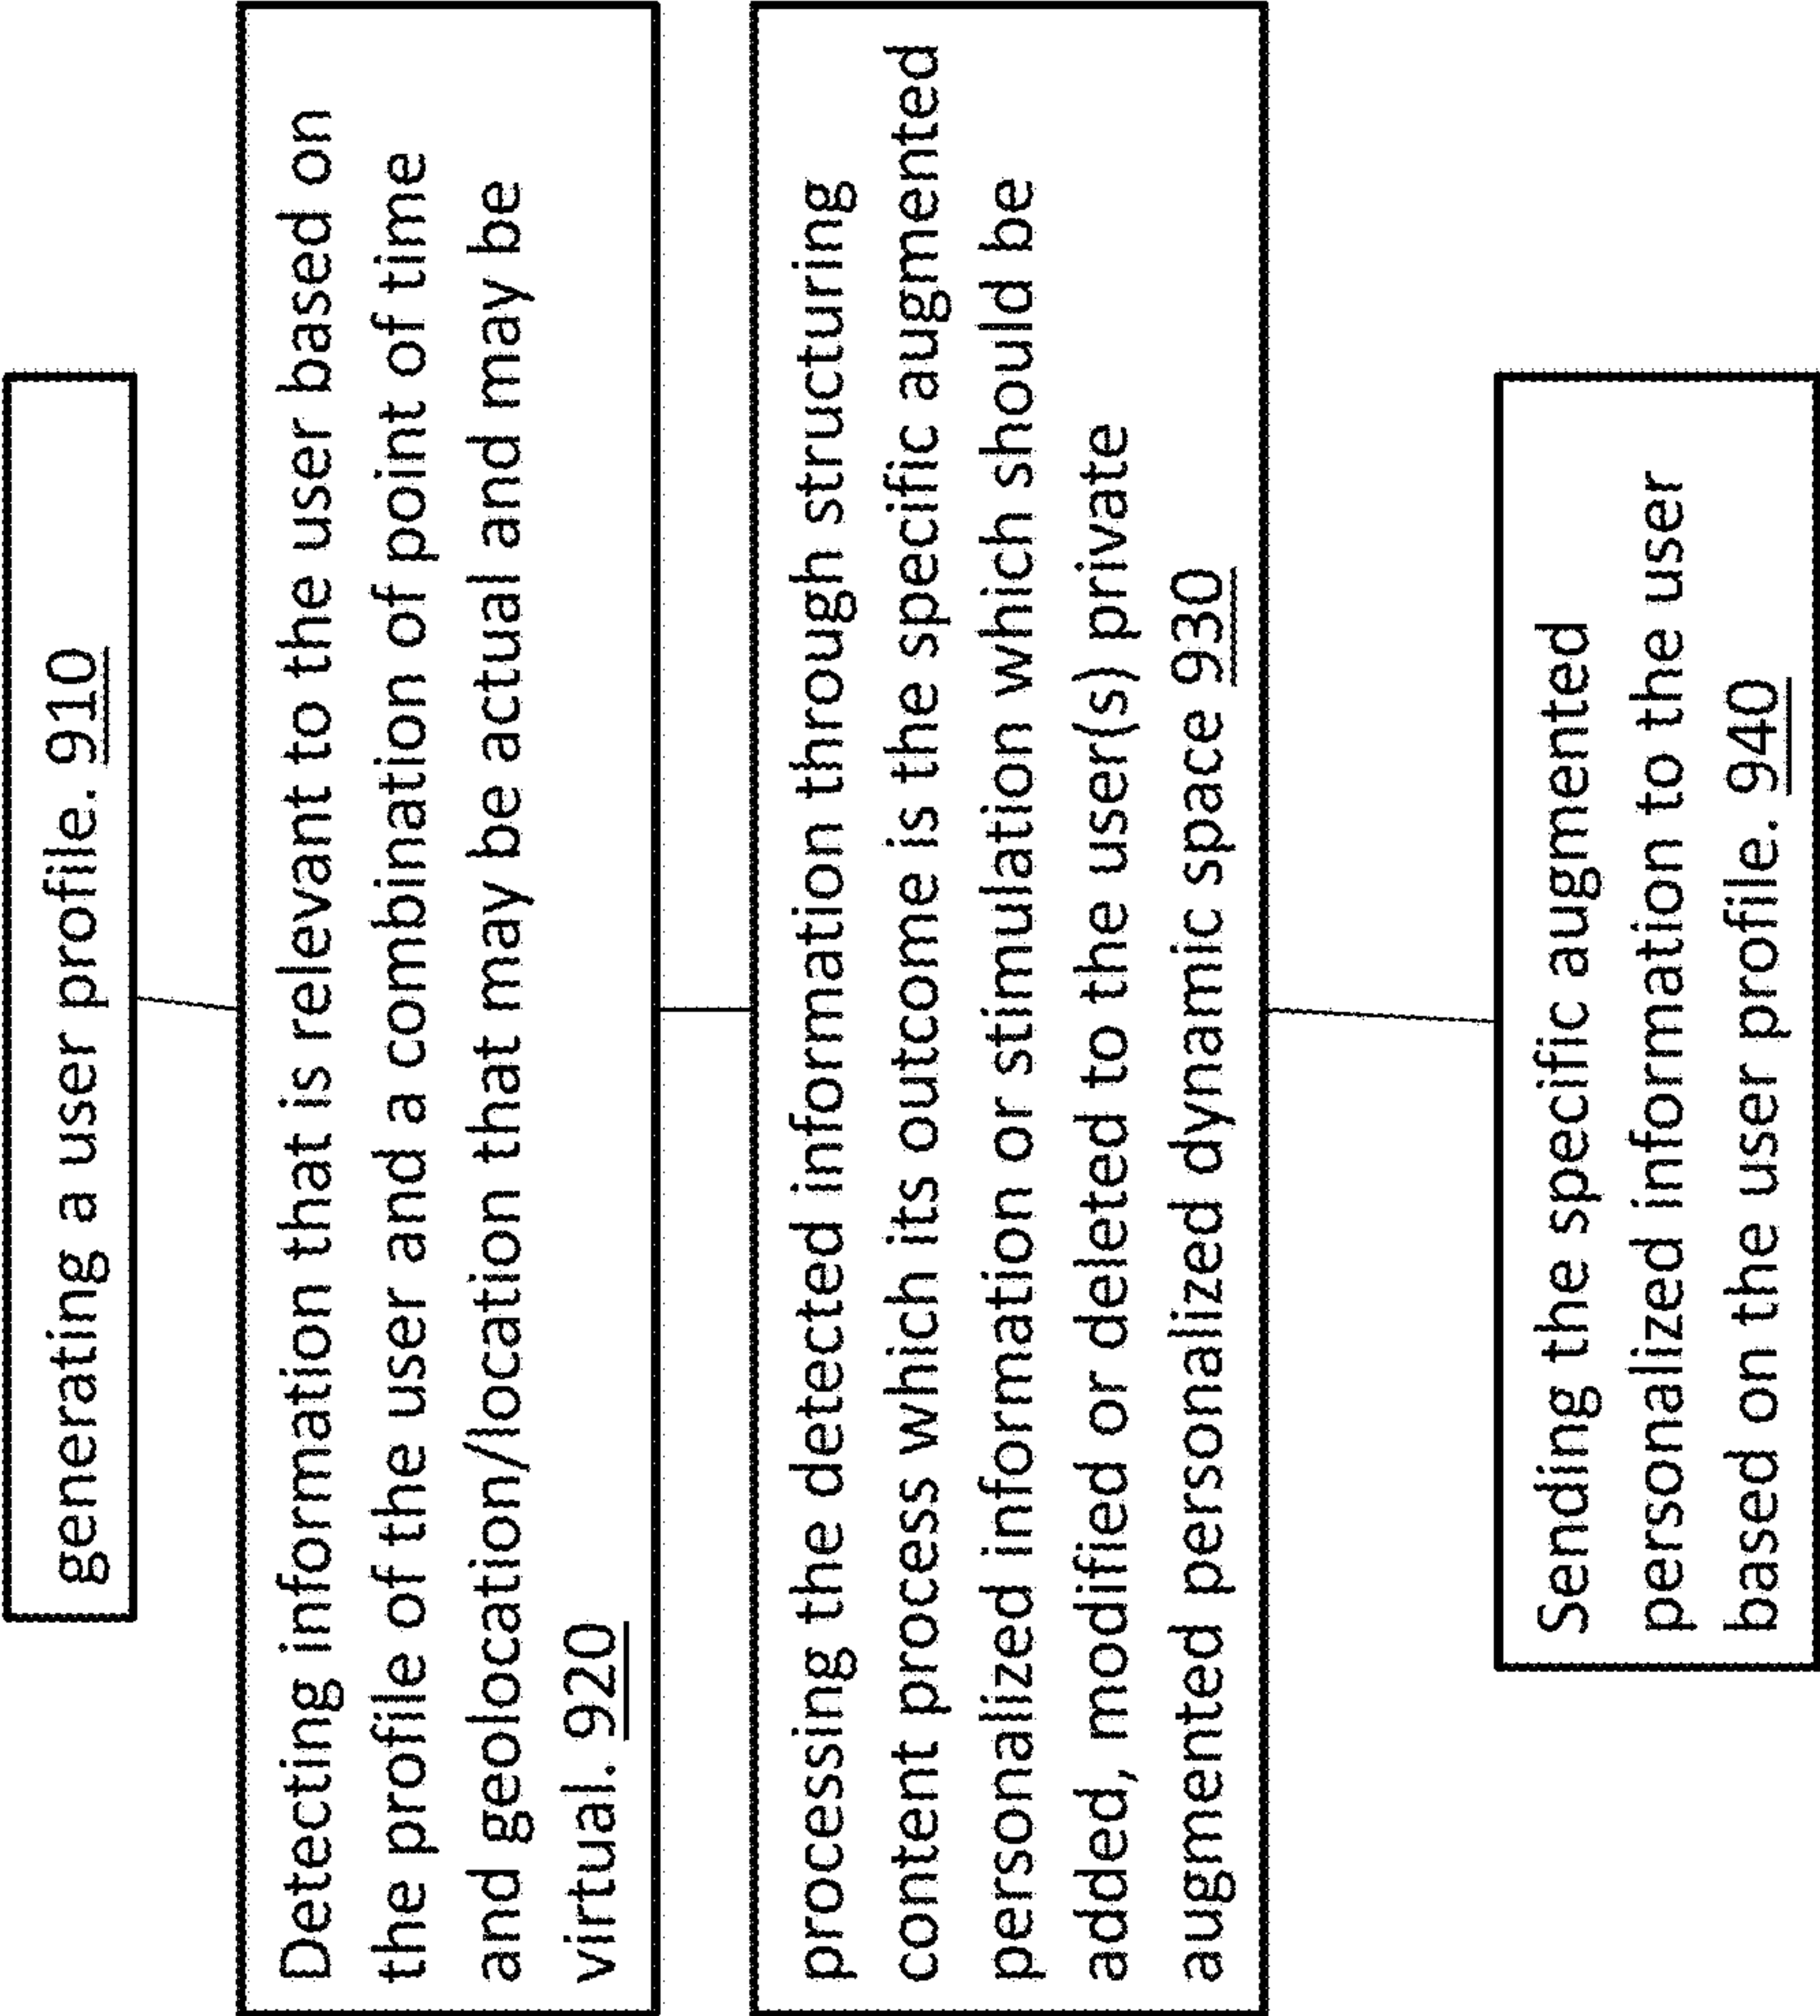 generating a user profile. 910
Detecting information that is relevant to the user based on
the profile of the user and a combination of point of time
and geolocation/location that may be actual and may be
virtual. 920
processing the detected information through structuring
content process which its outcome is the specific augmented
personalized information or stimulation which should be
added, modified or deleted to the user(s) private
augmented personalized dynamic space 930
Sending the specific augmented
personalized information to the user
based on the user profile. 940